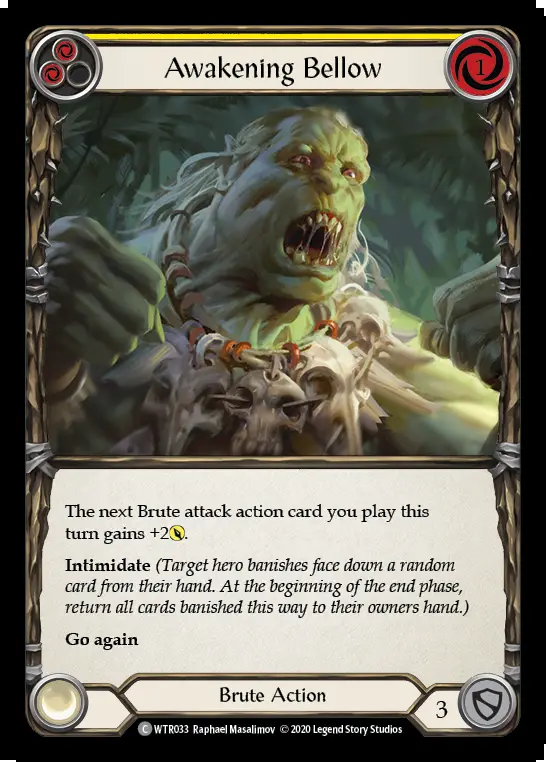 Awakening Bellow
1
The next Brute attack action card you play this
turn gains +2.
Intimidate (Target hero banishes face down a random
card from their hand. At the beginning of the end phase,
return all cards banished this way to their owners hand.)
Go again
Brute Action
3
C WTR033 Raphael Masalimov © 2020 Legend Story Studios